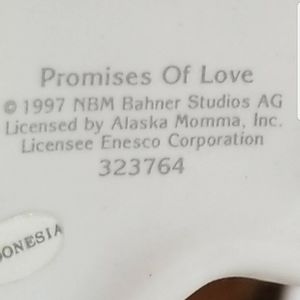 Promises Of Love
© 1997 NBM Bahner Studios AG
Licensed by Alaska Momma, Inc.
Licensee Enesco Corporation
323764
ONESIA